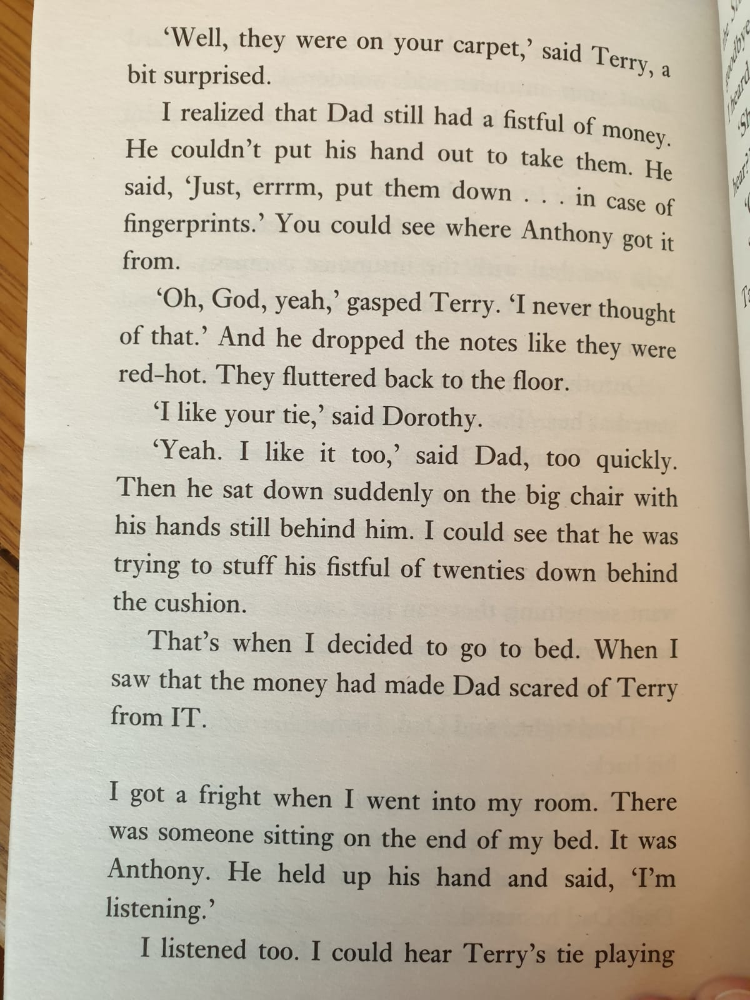 ‘Well, they were on your carpet,’ said Terry, a
bit surprised.
I realized that Dad still had a fistful of money.
He couldn’t put his hand out to take them. He
said, ‘Just, errrm, put them down . . . in case of
fingerprints.’ You could see where Anthony got it
from.
‘Oh, God, yeah,’ gasped Terry. ‘I never thought
of that.’ And he dropped the notes like they were
red-hot. They fluttered back to the floor.
‘I like your tie,’ said Dorothy.
‘Yeah. I like it too,’ said Dad, too quickly.
Then he sat down suddenly on the big chair with
his hands still behind him. I could see that he was
trying to stuff his fistful of twenties down behind
the cushion.
That’s when I decided to go to bed. When I
saw that the money had made Dad scared of Terry
from IT.
I got a fright when I went into my room. There
was someone sitting on the end of my bed. It was
Anthony. He held up his hand and said, ‘I’m
listening.’
I listened too. I could hear Terry’s tie playing
the
goodbye
I heard
hear?